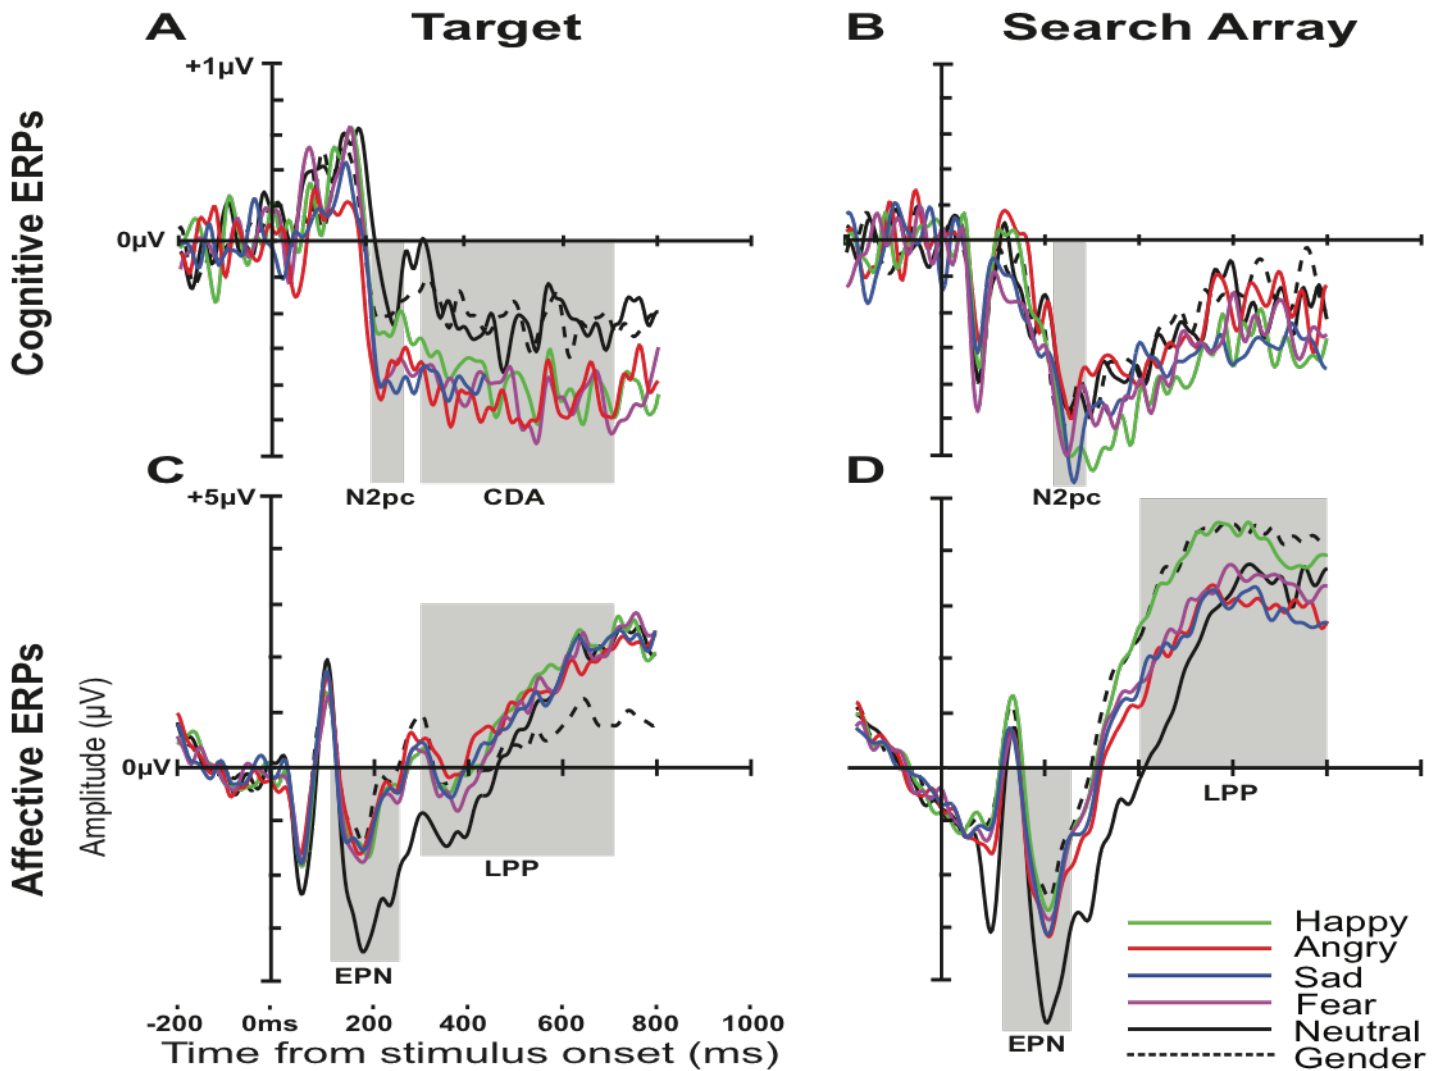 A Target B Search Array
Cognitive ERPs
+1µV
0µV
N2pc CDA N2pc
C D
Affective ERPs
Amplitude (µV)
+5µV
0µV
LPP LPP
EPN EPN
-200 0ms 200 400 600 800 1000
Time from stimulus onset (ms)
Happy
Angry
Sad
Fear
Neutral
Gender